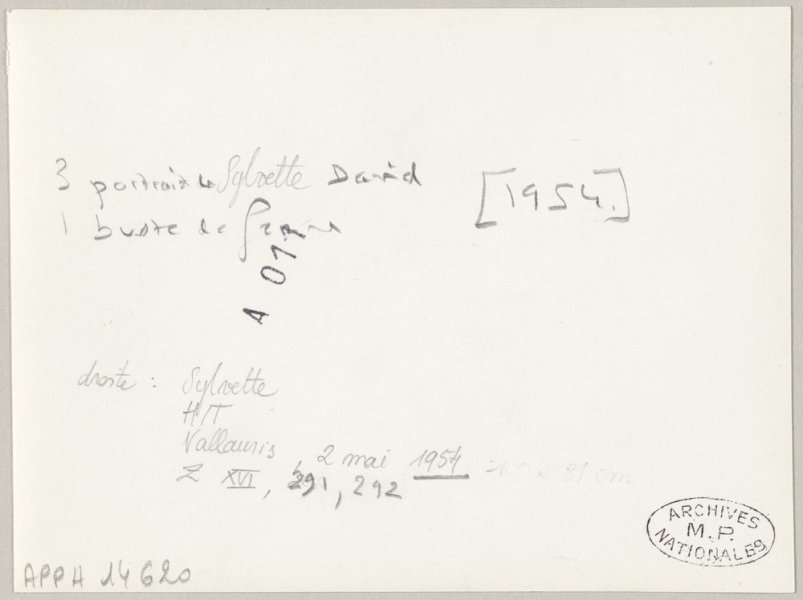 3 portraits de Sylvette David
[1954.]
1 buste de femme
A 077
droite : Sylvette
H/T
Vallauris, 2 mai 1954
Z XVI, 291, 292
ARCHIVES
M.P.
NATIONALES
APPH 14620